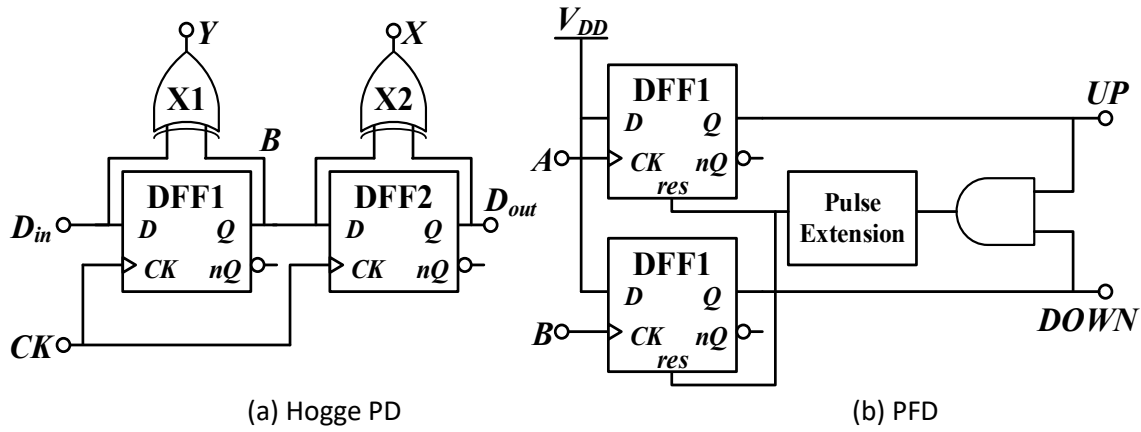 Y
X
X1
X2
B
DFF1
DFF2
D_in
D
Q
D
Q
D_out
CK
nQ
CK
nQ
CK
(a) Hogge PD
V_DD
DFF1
UP
D
Q
A
CK
nQ
res
Pulse
Extension
DFF1
D
Q
DOWN
B
CK
nQ
res
(b) PFD